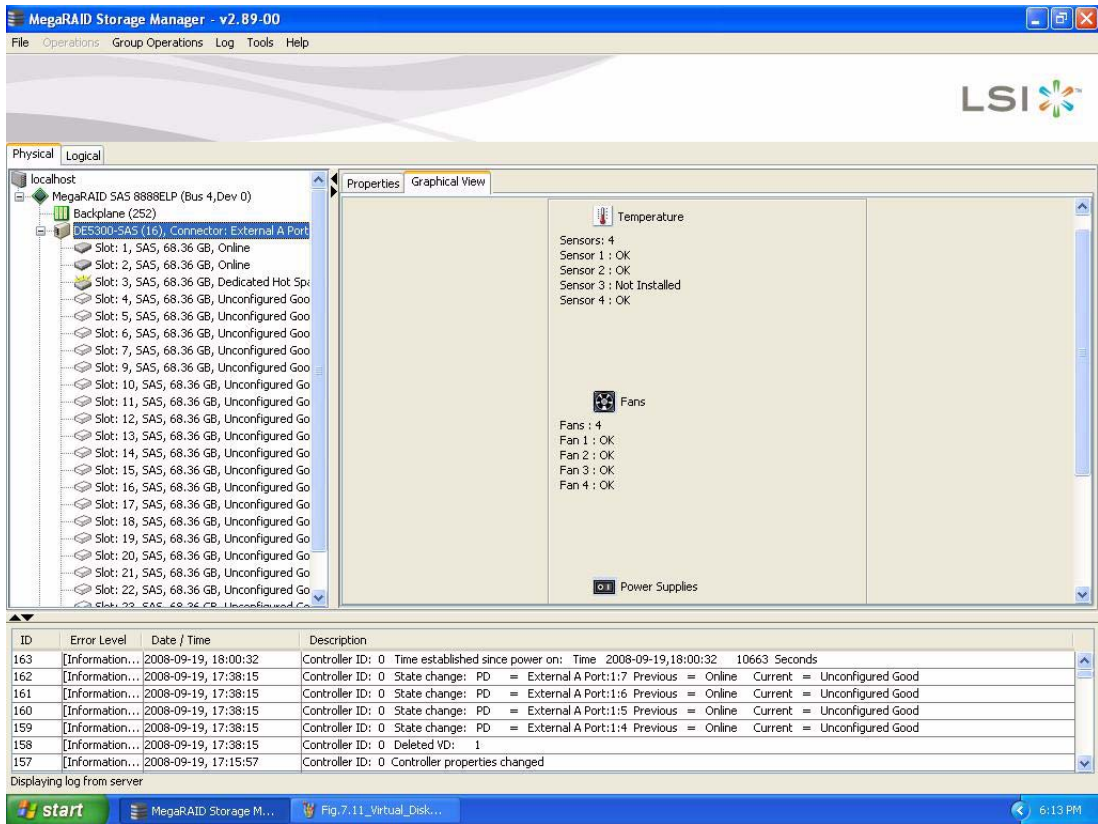 MegaRAID Storage Manager - v2.89-00
File Operations Group Operations Log Tools Help
LSI
Physical Logical
localhost
MegaRAID SAS 8888ELP (Bus 4,Dev 0)
Backplane (252)
DE5300-SAS (16), Connector: External A Port
Slot: 1, SAS, 68.36 GB, Online
Slot: 2, SAS, 68.36 GB, Online
Slot: 3, SAS, 68.36 GB, Dedicated Hot Spa
Slot: 4, SAS, 68.36 GB, Unconfigured Goo
Slot: 5, SAS, 68.36 GB, Unconfigured Goo
Slot: 6, SAS, 68.36 GB, Unconfigured Goo
Slot: 7, SAS, 68.36 GB, Unconfigured Goo
Slot: 9, SAS, 68.36 GB, Unconfigured Goo
Slot: 10, SAS, 68.36 GB, Unconfigured Go
Slot: 11, SAS, 68.36 GB, Unconfigured Go
Slot: 12, SAS, 68.36 GB, Unconfigured Go
Slot: 13, SAS, 68.36 GB, Unconfigured Go
Slot: 14, SAS, 68.36 GB, Unconfigured Go
Slot: 15, SAS, 68.36 GB, Unconfigured Go
Slot: 16, SAS, 68.36 GB, Unconfigured Go
Slot: 17, SAS, 68.36 GB, Unconfigured Go
Slot: 18, SAS, 68.36 GB, Unconfigured Go
Slot: 19, SAS, 68.36 GB, Unconfigured Go
Slot: 20, SAS, 68.36 GB, Unconfigured Go
Slot: 21, SAS, 68.36 GB, Unconfigured Go
Slot: 22, SAS, 68.36 GB, Unconfigured Go
Slot: 23, SAS, 68.36 GB, Unconfigured Go
Properties Graphical View
Temperature
Sensors: 4
Sensor 1 : OK
Sensor 2 : OK
Sensor 3 : Not Installed
Sensor 4 : OK
Fans
Fans : 4
Fan 1 : OK
Fan 2 : OK
Fan 3 : OK
Fan 4 : OK
Power Supplies
ID Error Level Date / Time Description
163 [Information... 2008-09-19, 18:00:32 Controller ID: 0 Time established since power on: Time 2008-09-19,18:00:32 10663 Seconds
162 [Information... 2008-09-19, 17:38:15 Controller ID: 0 State change: PD = External A Port:1:7 Previous = Online Current = Unconfigured Good
161 [Information... 2008-09-19, 17:38:15 Controller ID: 0 State change: PD = External A Port:1:6 Previous = Online Current = Unconfigured Good
160 [Information... 2008-09-19, 17:38:15 Controller ID: 0 State change: PD = External A Port:1:5 Previous = Online Current = Unconfigured Good
159 [Information... 2008-09-19, 17:38:15 Controller ID: 0 State change: PD = External A Port:1:4 Previous = Online Current = Unconfigured Good
158 [Information... 2008-09-19, 17:38:15 Controller ID: 0 Deleted VD: 1
157 [Information... 2008-09-19, 17:15:57 Controller ID: 0 Controller properties changed
Displaying log from server
start MegaRAID Storage M... Fig.7.11_Virtual_Disk... 6:13 PM